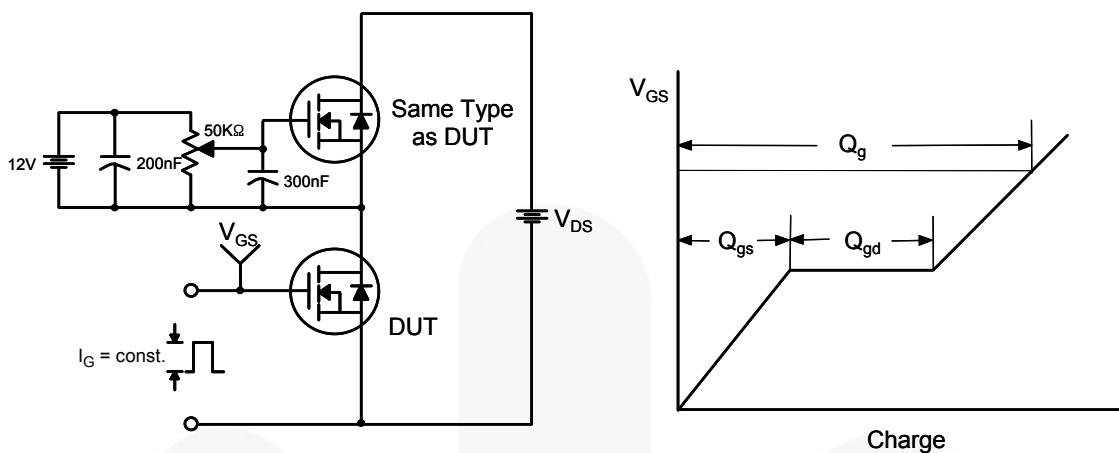 12V
200nF
50KΩ
300nF
Same Type
as DUT
V_GS
DUT
I_G = const.
V_DS
V_GS
Q_g
Q_gs
Q_gd
Charge